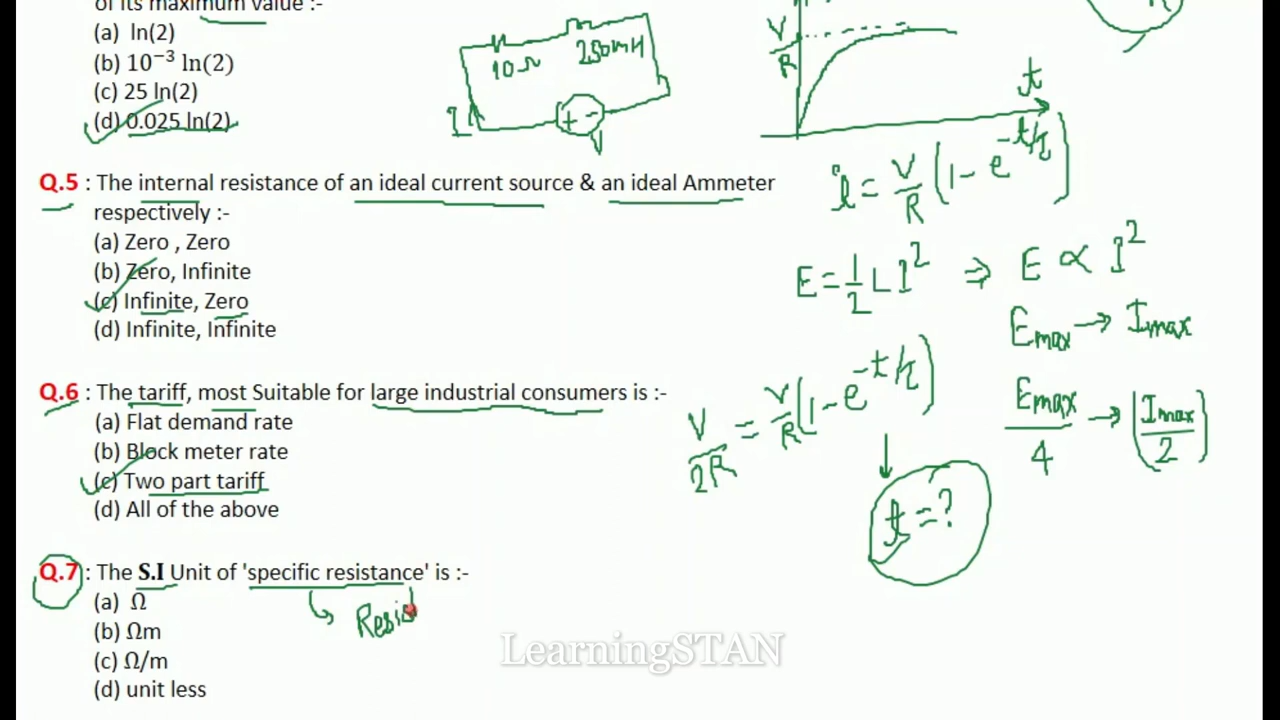 of its maximum value :-
(a) ln(2)
(b) 10⁻³ ln(2)
(c) 25 ln(2)
(d) 0.025 ln(2)
10Ω
250mH
I
+ -
V
V/R
t
R
i = V/R (1 - e^-t/τ)
Q.5 : The internal resistance of an ideal current source & an ideal Ammeter
respectively :-
(a) Zero , Zero
(b) Zero, Infinite
(c) Infinite, Zero
(d) Infinite, Infinite
E = 1/2 L I² ⇒ E ∝ I²
Emax → Imax
Emax/4 → (Imax/2)
V/2R = V/R (1 - e^-t/τ)
t = ?
Q.6 : The tariff, most Suitable for large industrial consumers is :-
(a) Flat demand rate
(b) Block meter rate
(c) Two part tariff
(d) All of the above
Q.7 : The S.I Unit of 'specific resistance' is :-
Resis
(a) Ω
(b) Ωm
(c) Ω/m
(d) unit less
LearningSTAN